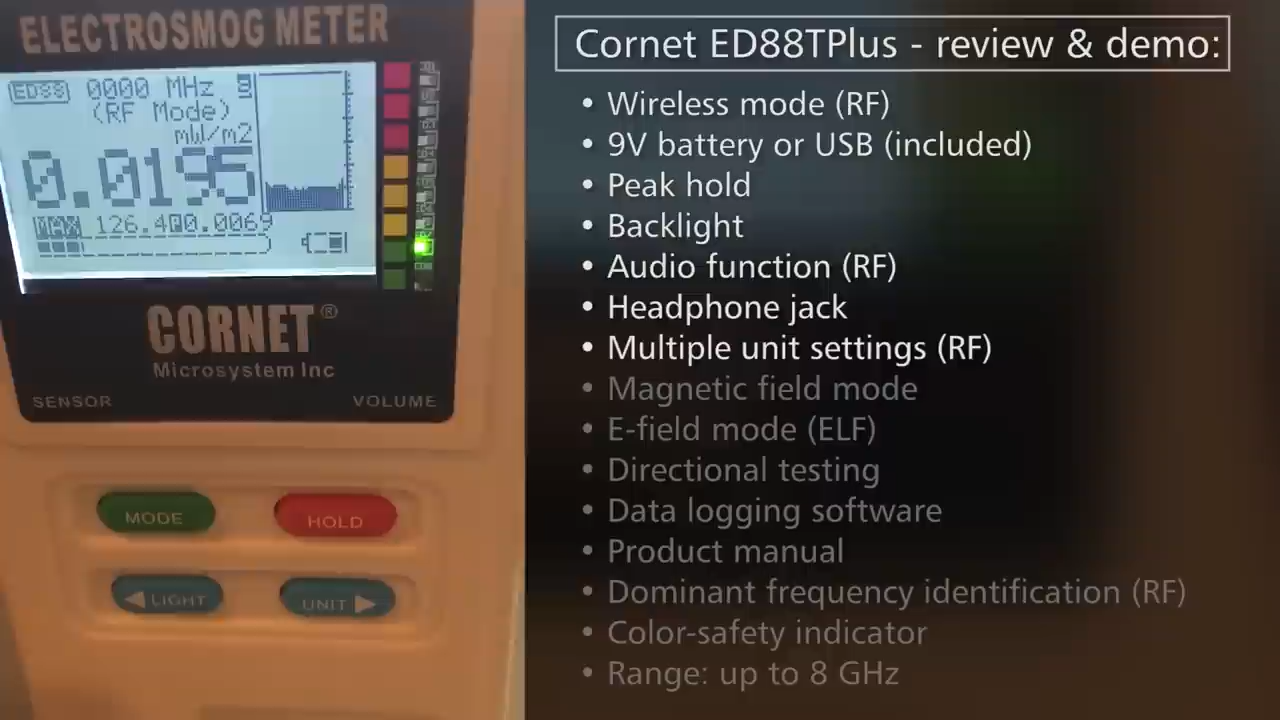 ELECTROSMOG METER
ED88 0000 MHz
(RF Mode)
mW/m2
0.0195
MAX 126.4
0.0069
CORNET®
Microsystem Inc
SENSOR VOLUME
MODE HOLD
LIGHT UNIT
Cornet ED88TPlus - review & demo:
• Wireless mode (RF)
• 9V battery or USB (included)
• Peak hold
• Backlight
• Audio function (RF)
• Headphone jack
• Multiple unit settings (RF)
• Magnetic field mode
• E-field mode (ELF)
• Directional testing
• Data logging software
• Product manual
• Dominant frequency identification (RF)
• Color-safety indicator
• Range: up to 8 GHz